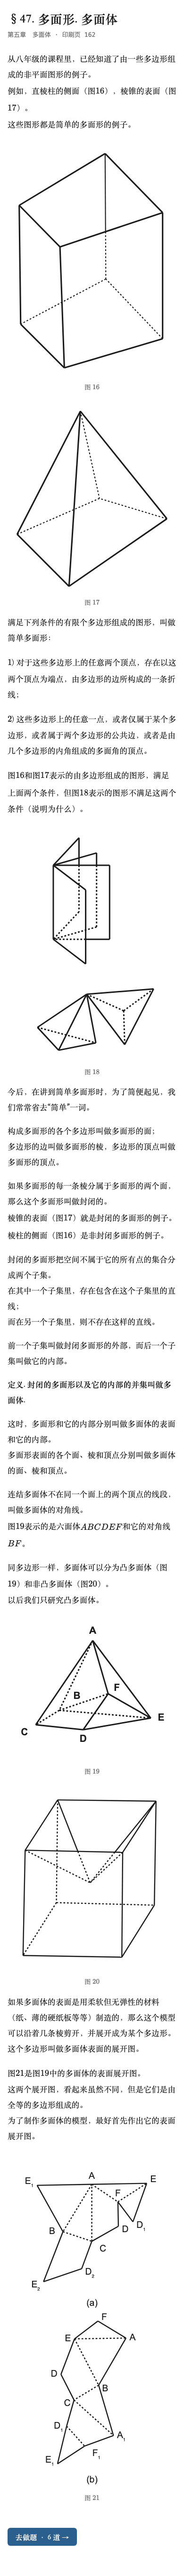 § 47. 多面形. 多面体
第五章 多面体 · 印刷页 162
从八年级的课程里，已经知道了由一些多边形组
成的非平面图形的例子。
例如，直棱柱的侧面（图16），棱锥的表面（图
17）。
这些图形都是简单的多面形的例子。
图 16
图 17
满足下列条件的有限个多边形组成的图形，叫做
简单多面形：
1) 对于这些多边形上的任意两个顶点，存在以这
两个顶点为端点，由多边形的边所构成的一条折
线；
2) 这些多边形上的任意一点，或者仅属于某个多
边形，或者属于两个多边形的公共边，或者是由
几个多边形的内角组成的多面角的顶点。
图16和图17表示的由多边形组成的图形，满足
上面两个条件，但图18表示的图形不满足这两个
条件（说明为什么）。
图 18
今后，在讲到简单多面形时，为了简便起见，我
们常常省去“简单”一词。
构成多面形的各个多边形叫做多面形的面；
多边形的边叫做多面形的棱，多边形的顶点叫做
多面形的顶点。
如果多面形的每一条棱分属于多面形的两个面，
那么这个多面形叫做封闭的。
棱锥的表面（图17）就是封闭的多面形的例子。
棱柱的侧面（图16）是非封闭的多面形的例子。
封闭的多面形把空间不属于它的所有点的集合分
成两个子集。
在其中一个子集里，存在包含在这个子集里的直
线；
而在另一个子集里，则不存在这样的直线。
前一个子集叫做封闭多面形的外部，而后一个子
集叫做它的内部。
定义. 封闭的多面形以及它的内部的并集叫做多
面体.
这时，多面形和它的内部分别叫做多面体的表面
和它的内部。
多面形表面的各个面、棱和顶点分别叫做多面体
的面、棱和顶点。
连结多面体不在同一个面上的两个顶点的线段，
叫做多面体的对角线。
图19表示的是六面体ABCDEF和它的对角线
BF。
同多边形一样，多面体可以分为凸多面体（图
19）和非凸多面体（图20）。
以后我们只研究凸多面体。
A
B
F
E
C
D
图 19
图 20
如果多面体的表面是用柔软但无弹性的材料
（纸、薄的硬纸板等等）制造的，那么这个模型
可以沿着几条棱剪开，并展开成为某个多边形。
这个多边形叫做多面体表面的展开图。
图21是图19中的多面体的表面展开图。
这两个展开图，看起来虽然不同，但是它们是由
全等的多边形组成的。
为了制作多面体的模型，最好首先作出它的表面
展开图。
E₁
A
E
F
B
D
D₁
C
D₂
E₂
(a)
F
E
A
D
B
C
D₁
A₁
F₁
E₁
(b)
图 21
去做题 · 6 道 →